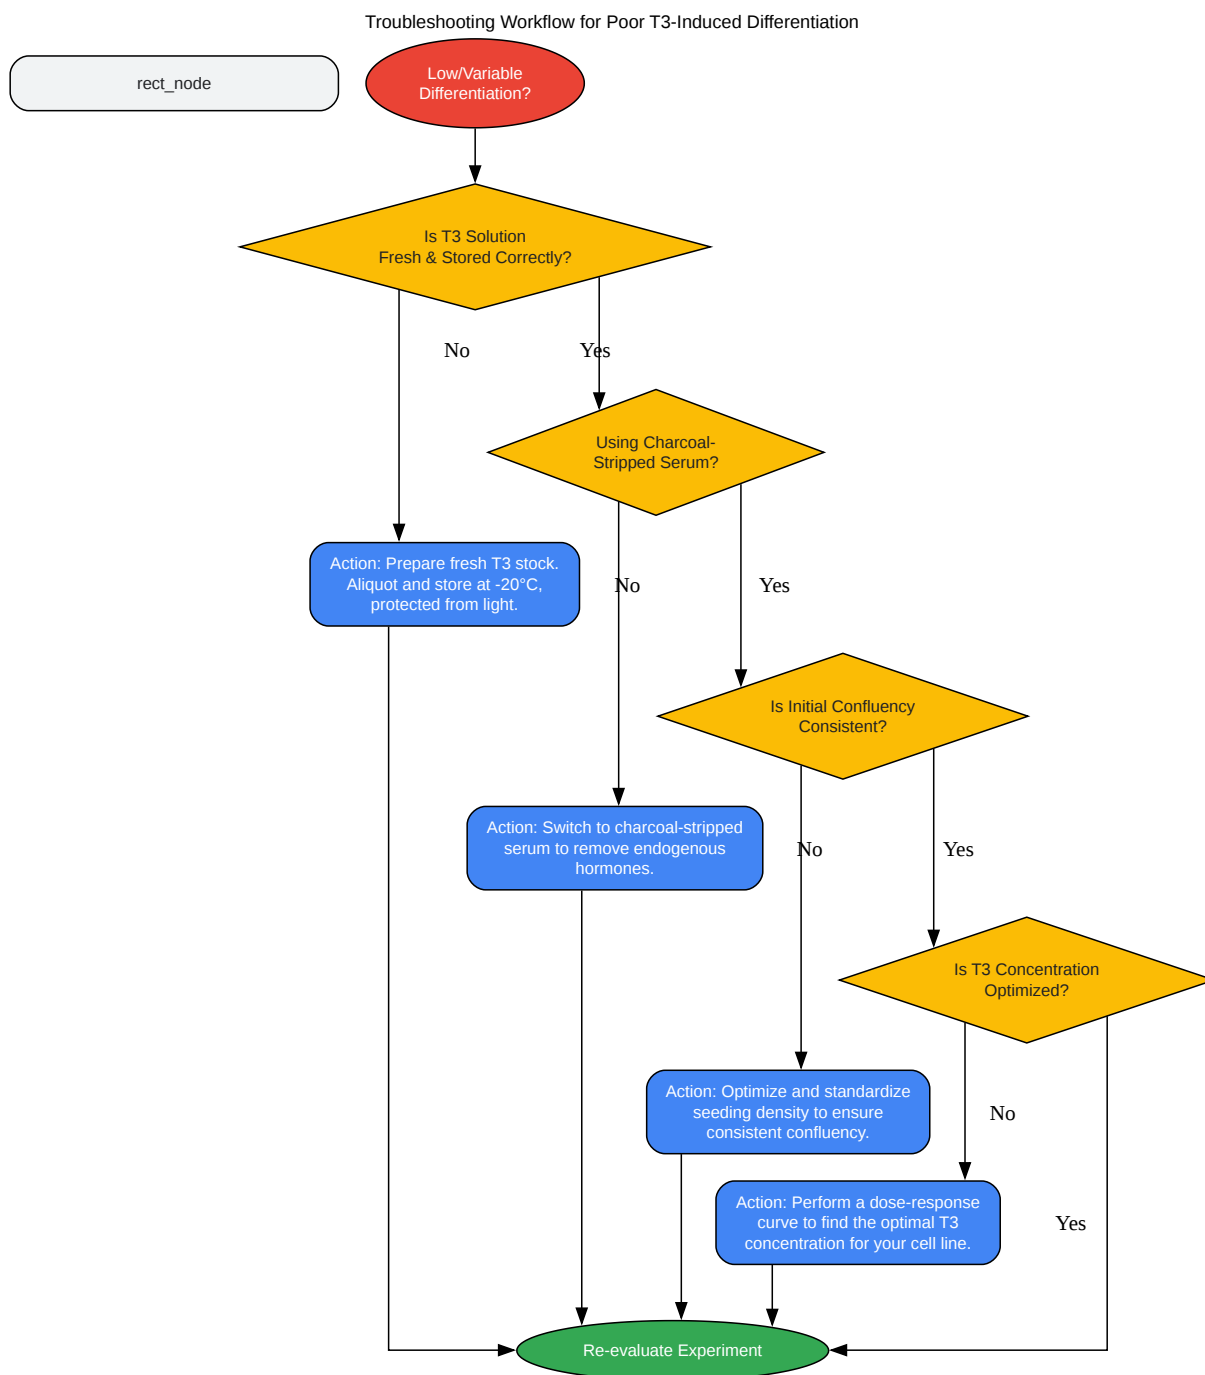 Troubleshooting Workflow for Poor T3-Induced Differentiation
rect_node
Low/Variable
Differentiation?
Is T3 Solution
Fresh & Stored Correctly?
No
Yes
Using Charcoal-
Stripped Serum?
Action: Prepare fresh T3 stock.
Aliquot and store at -20°C,
protected from light.
No
Yes
Is Initial Confluency
Consistent?
Action: Switch to charcoal-stripped
serum to remove endogenous
hormones.
No
Yes
Is T3 Concentration
Optimized?
Action: Optimize and standardize
seeding density to ensure
consistent confluency.
No
Action: Perform a dose-response
curve to find the optimal T3
concentration for your cell line.
Yes
Re-evaluate Experiment